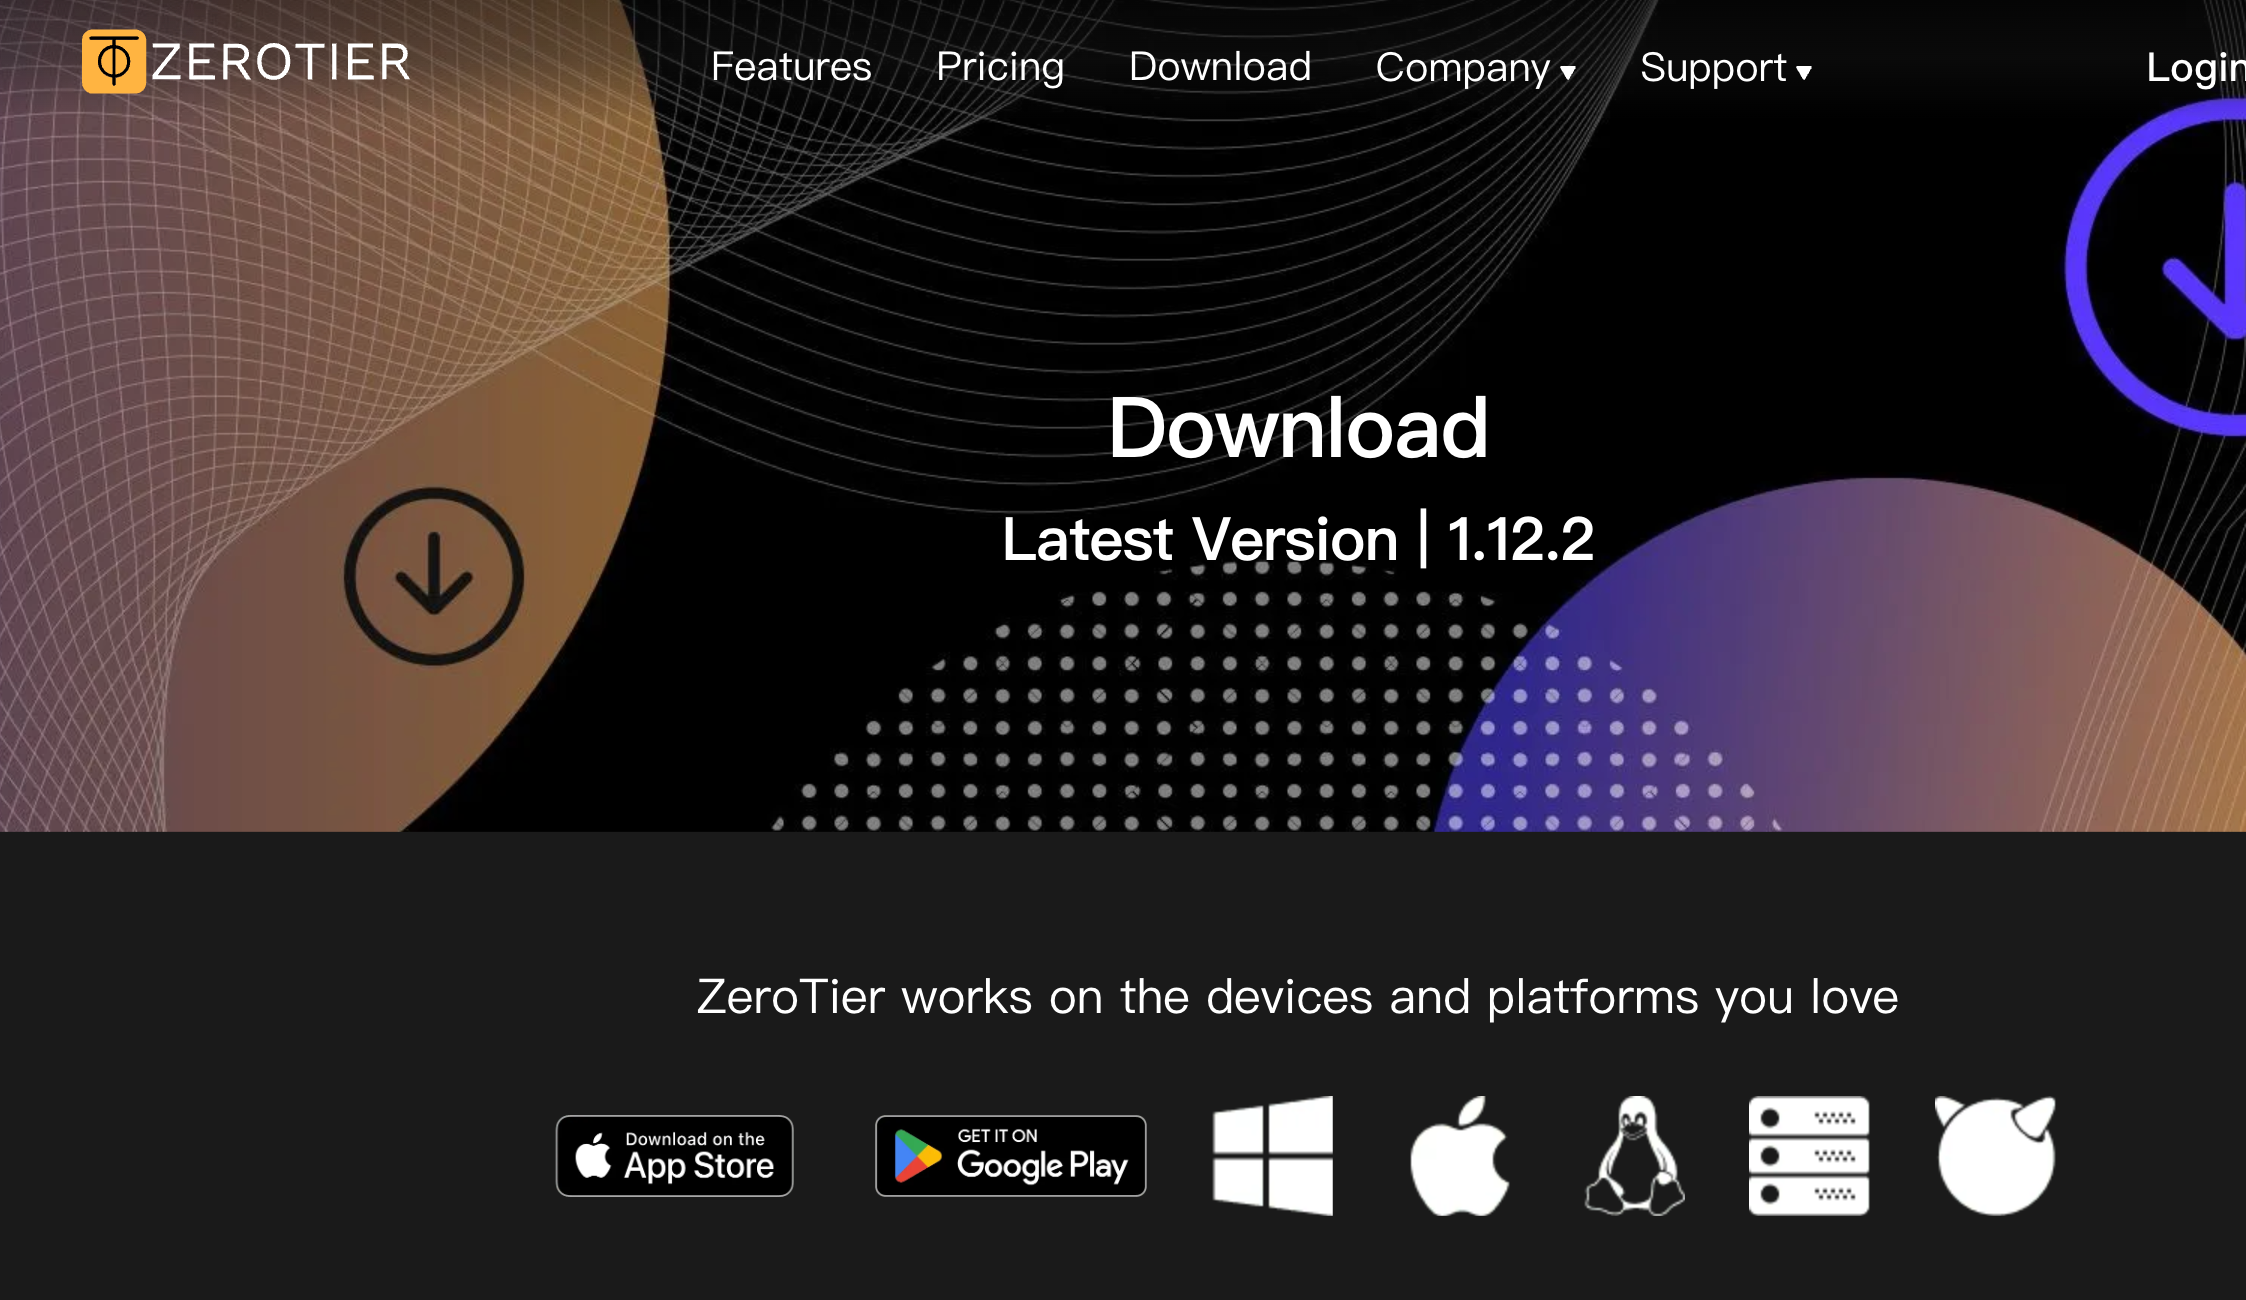 ZEROTIER
Features Pricing Download Company ▾ Support ▾ Login
Download
Latest Version | 1.12.2
ZeroTier works on the devices and platforms you love
Download on the
App Store
GET IT ON
Google Play